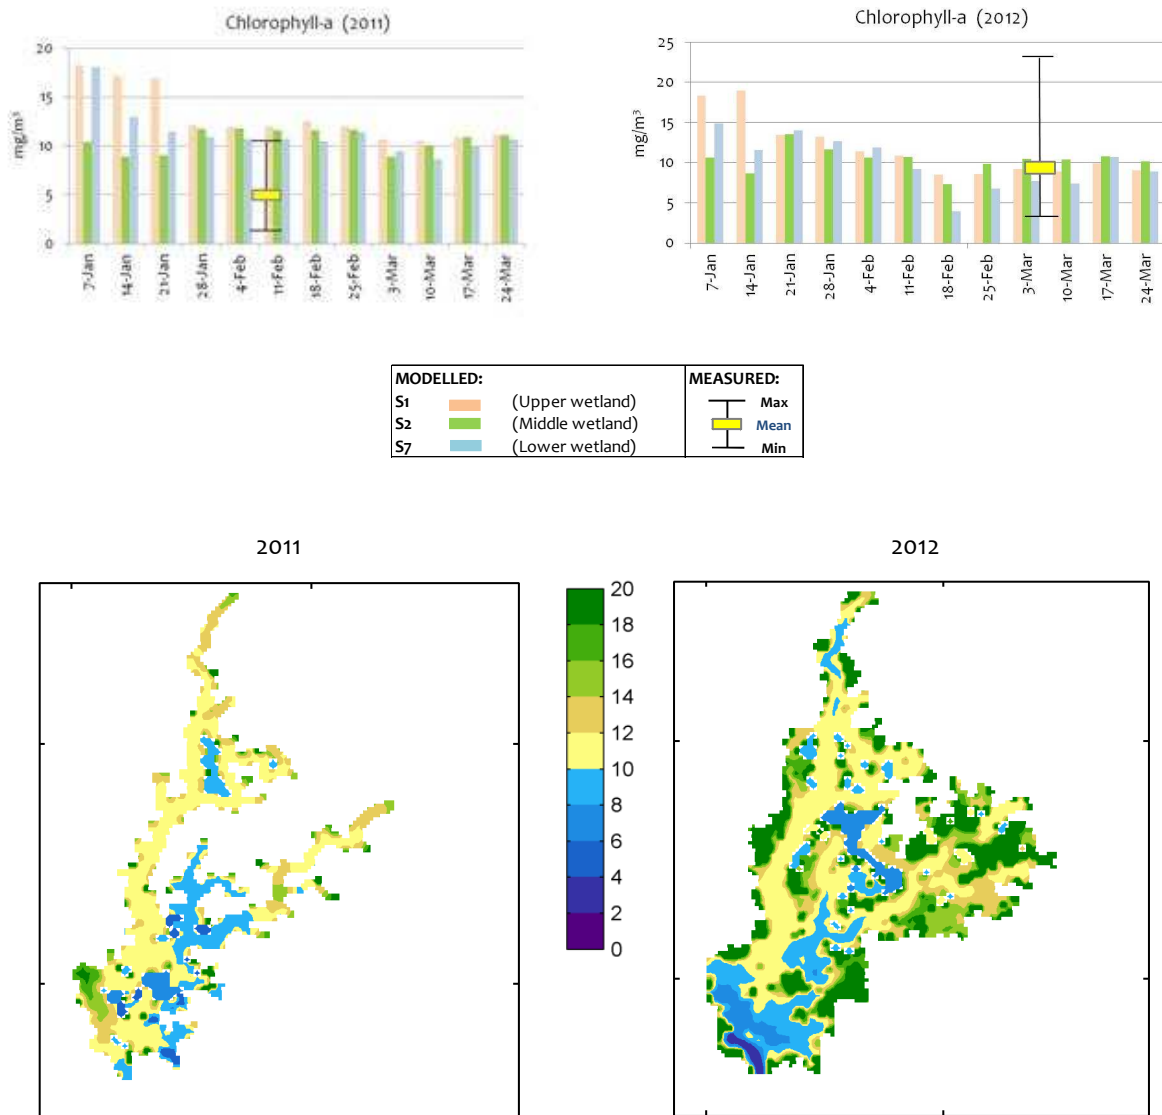 Chlorophyll-a (2011)
20
15
10
5
0
mg/m³
7-Jan
14-Jan
21-Jan
28-Jan
4-Feb
11-Feb
18-Feb
25-Feb
3-Mar
10-Mar
17-Mar
24-Mar
Chlorophyll-a (2012)
25
20
15
10
5
0
mg/m³
7-Jan
14-Jan
21-Jan
28-Jan
4-Feb
11-Feb
18-Feb
25-Feb
3-Mar
10-Mar
17-Mar
24-Mar
MODELLED:
S1 (Upper wetland)
S2 (Middle wetland)
S7 (Lower wetland)
MEASURED:
Max
Mean
Min
2011
20
18
16
14
12
10
8
6
4
2
0
2012